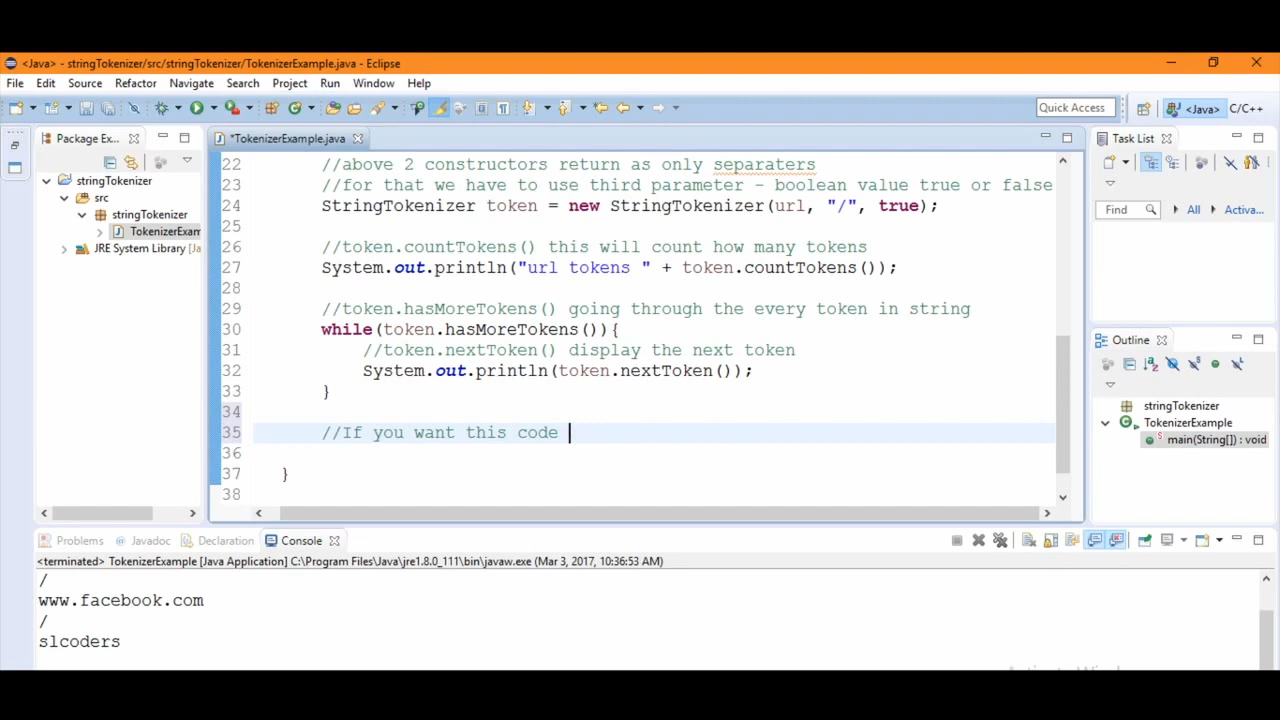 <Java> - stringTokenizer/src/stringTokenizer/TokenizerExample.java - Eclipse
File Edit Source Refactor Navigate Search Project Run Window Help
Quick Access
<Java>
C/C++
Package Ex...
stringTokenizer
src
stringTokenizer
TokenizerExam
JRE System Library [Ja
*TokenizerExample.java
22 //above 2 constructors return as only separaters
23 //for that we have to use third parameter - boolean value true or false
24 StringTokenizer token = new StringTokenizer(url, "/", true);
25
26 //token.countTokens() this will count how many tokens
27 System.out.println("url tokens " + token.countTokens());
28
29 //token.hasMoreTokens() going through the every token in string
30 while(token.hasMoreTokens()){
31 //token.nextToken() display the next token
32 System.out.println(token.nextToken());
33 }
34
35 //If you want this code
36
37 }
38
Task List
Find
All
Activa...
Outline
stringTokenizer
TokenizerExample
main(String[]) : void
Problems @ Javadoc Declaration Console
<terminated> TokenizerExample [Java Application] C:\Program Files\Java\jre1.8.0_111\bin\javaw.exe (Mar 3, 2017, 10:36:53 AM)
/
www.facebook.com
/
slcoders